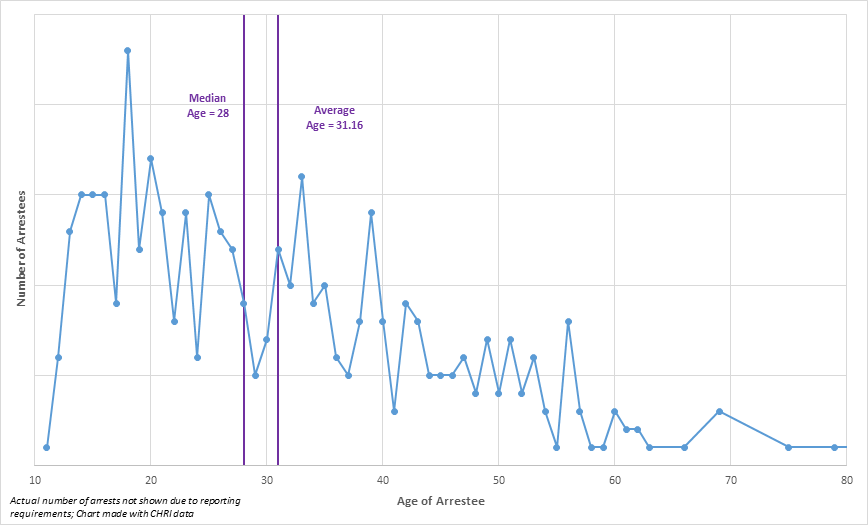 Median
Age = 28
Average
Age = 31.16
Number of Arrestees
10 20 30 40 50 60 70 80
Age of Arrestee
Actual number of arrests not shown due to reporting
requirements; Chart made with CHRI data